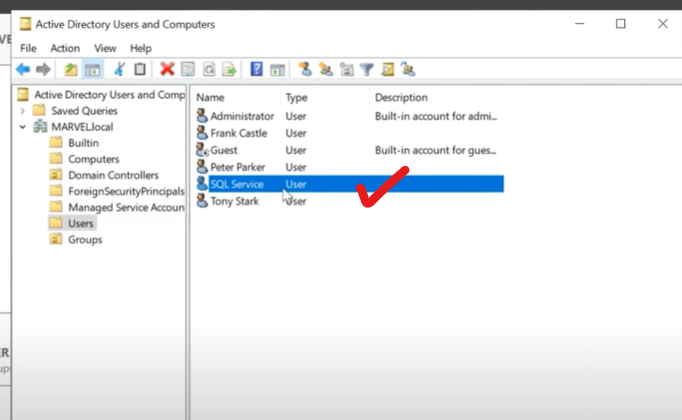 Active Directory Users and Computers
File Action View Help
Active Directory Users and Comp
Saved Queries
MARVEL.local
Builtin
Computers
Domain Controllers
ForeignSecurityPrincipals
Managed Service Accoun
Users
Groups
Name Type Description
Administrator User Built-in account for admi...
Frank Castle User
Guest User Built-in account for gues...
Peter Parker User
SQL Service User
Tony Stark User